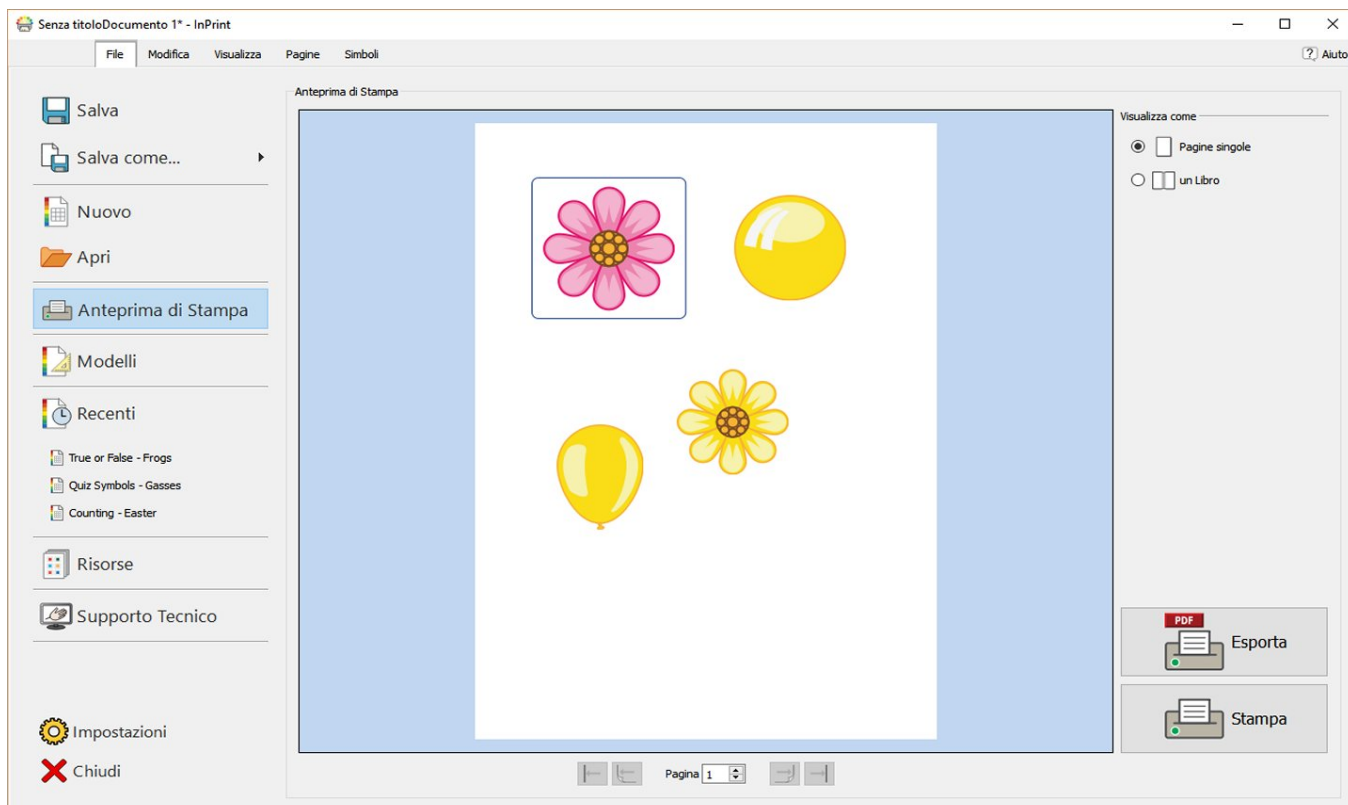 Senza titoloDocumento 1* - InPrint
File Modifica Visualizza Pagine Simboli Aiuto
Salva
Salva come...
Nuovo
Apri
Anteprima di Stampa
Modelli
Recenti
True or False - Frogs
Quiz Symbols - Gasses
Counting - Easter
Risorse
Supporto Tecnico
Impostazioni
Chiudi
Anteprima di Stampa
Pagina 1
Visualizza come
Pagine singole
un Libro
PDF
Esporta
Stampa